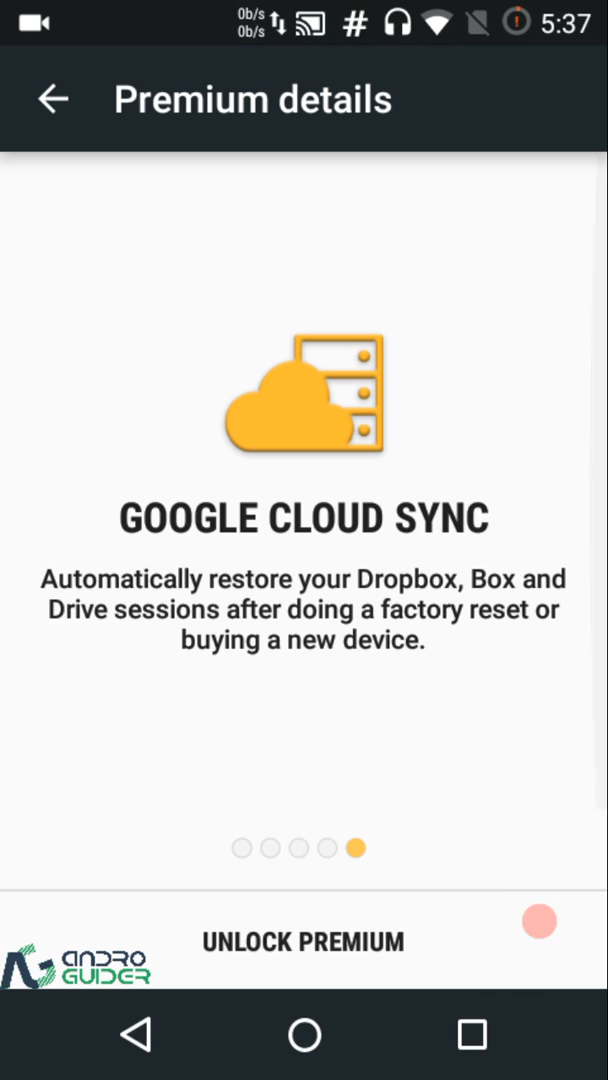 0b/s
0b/s
# 5:37
Premium details
GOOGLE CLOUD SYNC
Automatically restore your Dropbox, Box and
Drive sessions after doing a factory reset or
buying a new device.
UNLOCK PREMIUM
ANDRO
GUIDER